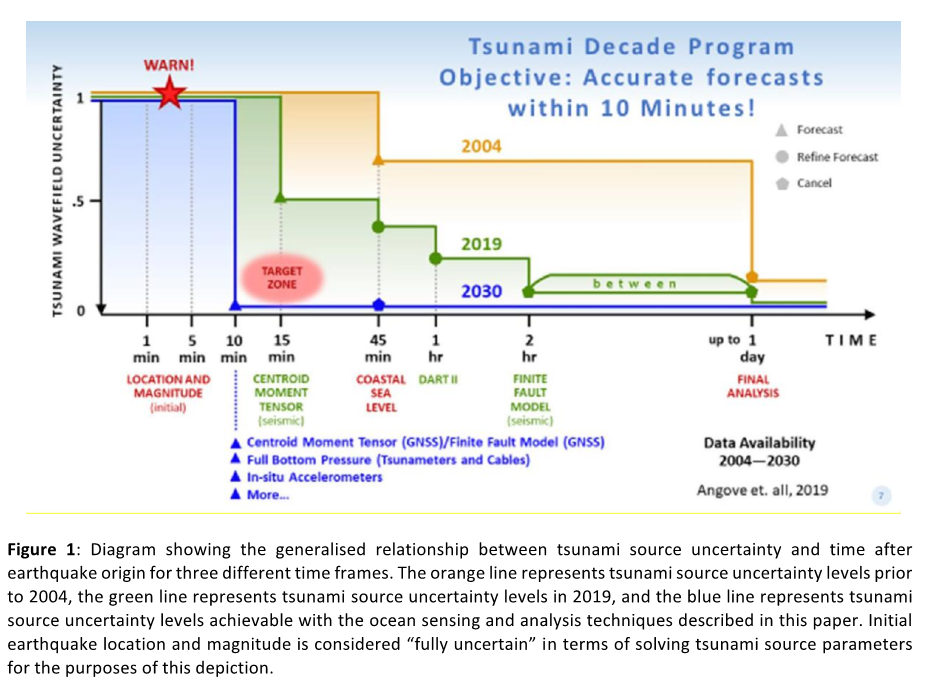 Tsunami Decade Program
Objective: Accurate forecasts
within 10 Minutes!
WARN!
TSUNAMI WAVEFIELD UNCERTAINTY
1
.5
0
2004
2019
2030
Forecast
Refine Forecast
Cancel
TARGET
ZONE
between
1
min
5
min
10
min
15
min
45
min
1
hr
2
hr
up to 1
day
TIME
LOCATION AND
MAGNITUDE
(initial)
CENTROID
MOMENT
TENSOR
(seismic)
COASTAL
SEA
LEVEL
DART II
FINITE
FAULT
MODEL
(seismic)
FINAL
ANALYSIS
Centroid Moment Tensor (GNSS)/Finite Fault Model (GNSS)
Full Bottom Pressure (Tsunameters and Cables)
In-situ Accelerometers
More...
Data Availability
2004—2030
Angove et. all, 2019
7
Figure 1: Diagram showing the generalised relationship between tsunami source uncertainty and time after
earthquake origin for three different time frames. The orange line represents tsunami source uncertainty levels prior
to 2004, the green line represents tsunami source uncertainty levels in 2019, and the blue line represents tsunami
source uncertainty levels achievable with the ocean sensing and analysis techniques described in this paper. Initial
earthquake location and magnitude is considered “fully uncertain” in terms of solving tsunami source parameters
for the purposes of this depiction.